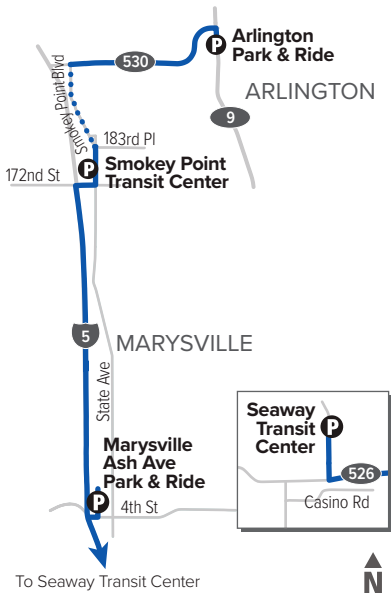 Arlington
Park & Ride
530
P
ARLINGTON
Smokey Point Blvd
9
183rd Pl
P
Smokey Point
Transit Center
172nd St
5
MARYSVILLE
State Ave
Marysville
Ash Ave
Park & Ride
P
4th St
To Seaway Transit Center
Seaway
Transit
Center
P
526
Casino Rd
N